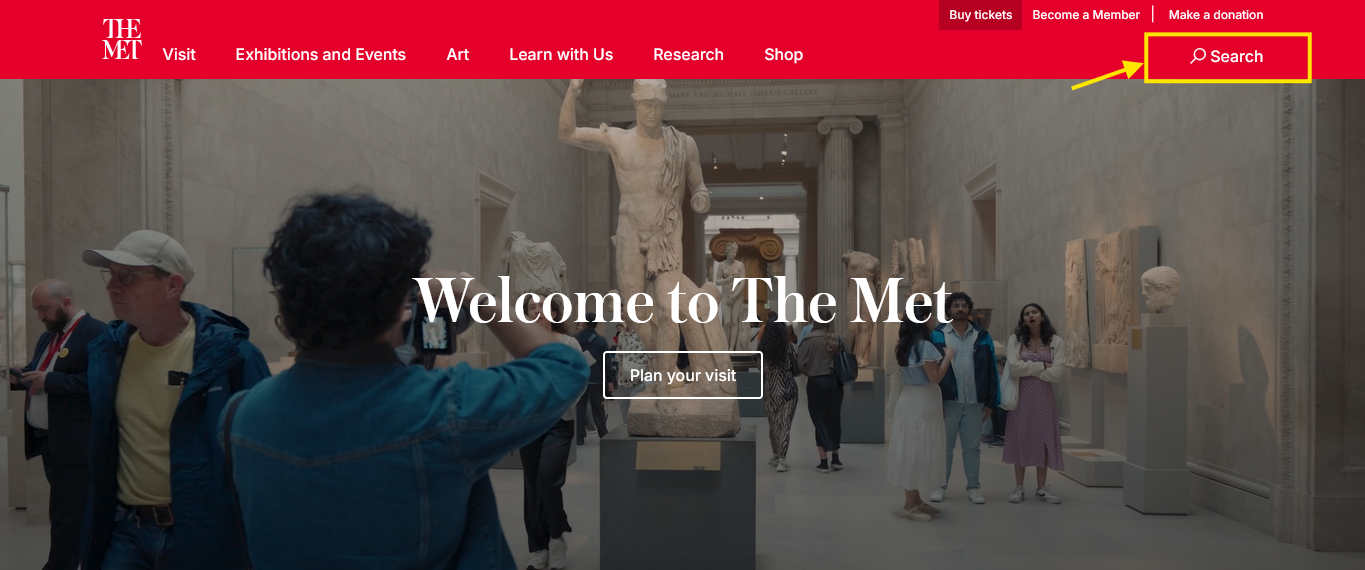 Buy tickets Become a Member Make a donation
THE
MET
Visit Exhibitions and Events Art Learn with Us Research Shop Search
Welcome to The Met
Plan your visit